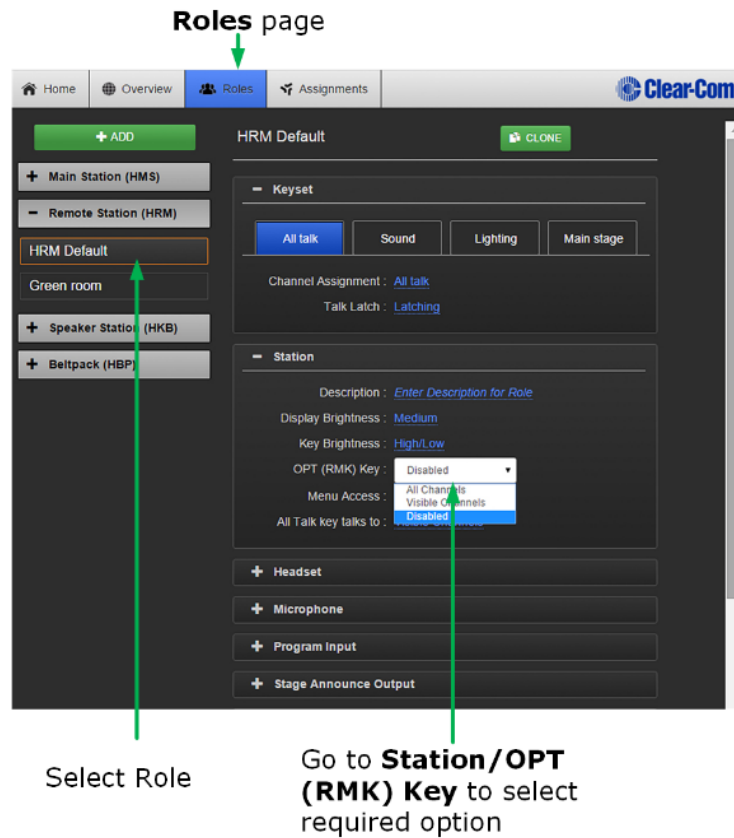 Roles page
Home
Overview
Roles
Assignments
Clear-Com
+ ADD
HRM Default
CLONE
+ Main Station (HMS)
− Remote Station (HRM)
HRM Default
Green room
+ Speaker Station (HKB)
+ Beltpack (HBP)
− Keyset
All talk
Sound
Lighting
Main stage
Channel Assignment : All talk
Talk Latch : Latching
− Station
Description : Enter Description for Role
Display Brightness : Medium
Key Brightness : High/Low
OPT (RMK) Key : Disabled
Menu Access :
All Channels
Visible Channels
Disabled
All Talk key talks to : Visible Channels
+ Headset
+ Microphone
+ Program Input
+ Stage Announce Output
Select Role
Go to Station/OPT
(RMK) Key to select
required option